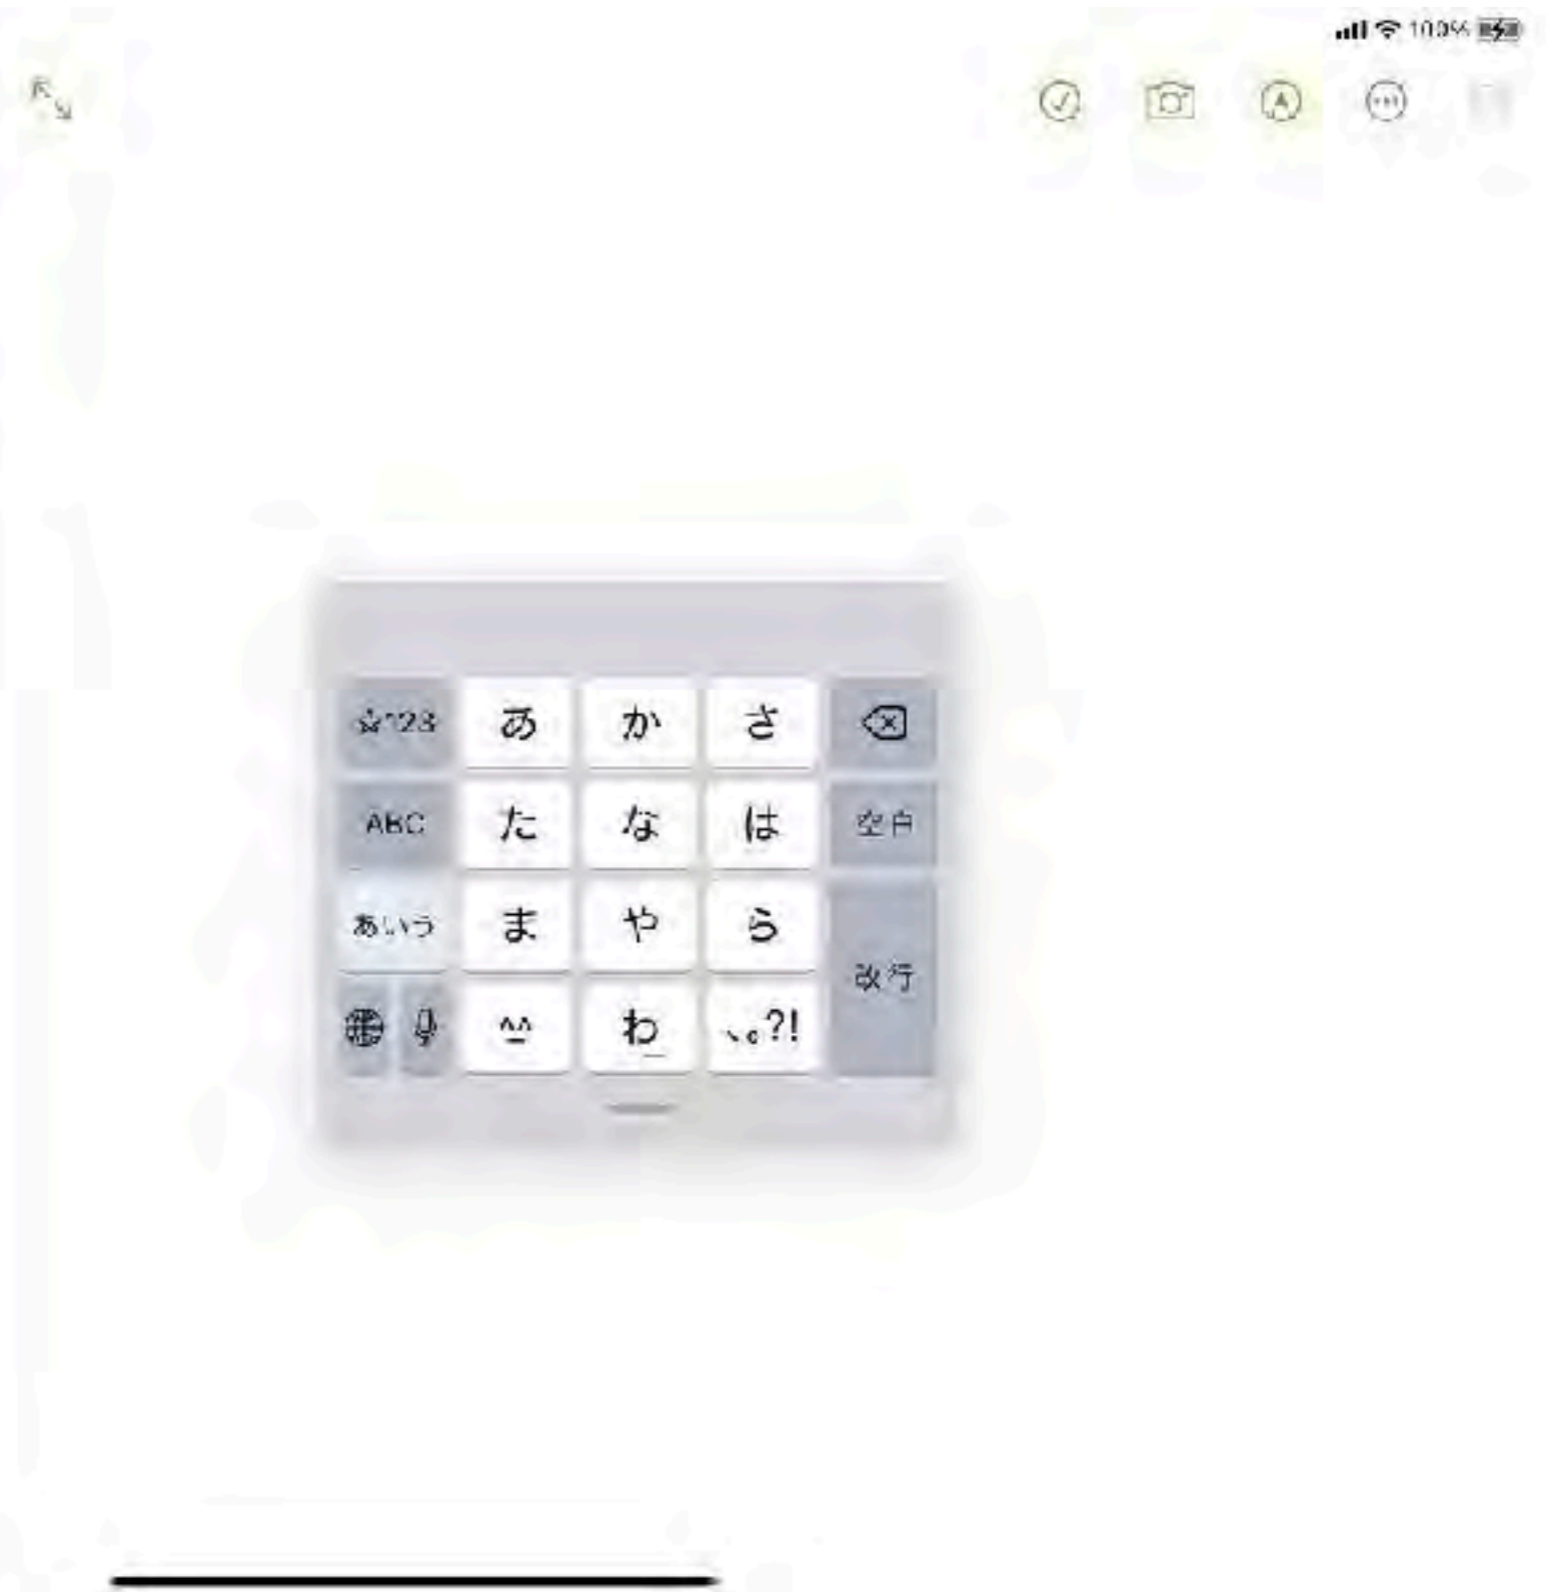 100%
☆123 あ か さ
ABC た な は 空白
あいう ま や ら 改行
^^ わ 、。?!